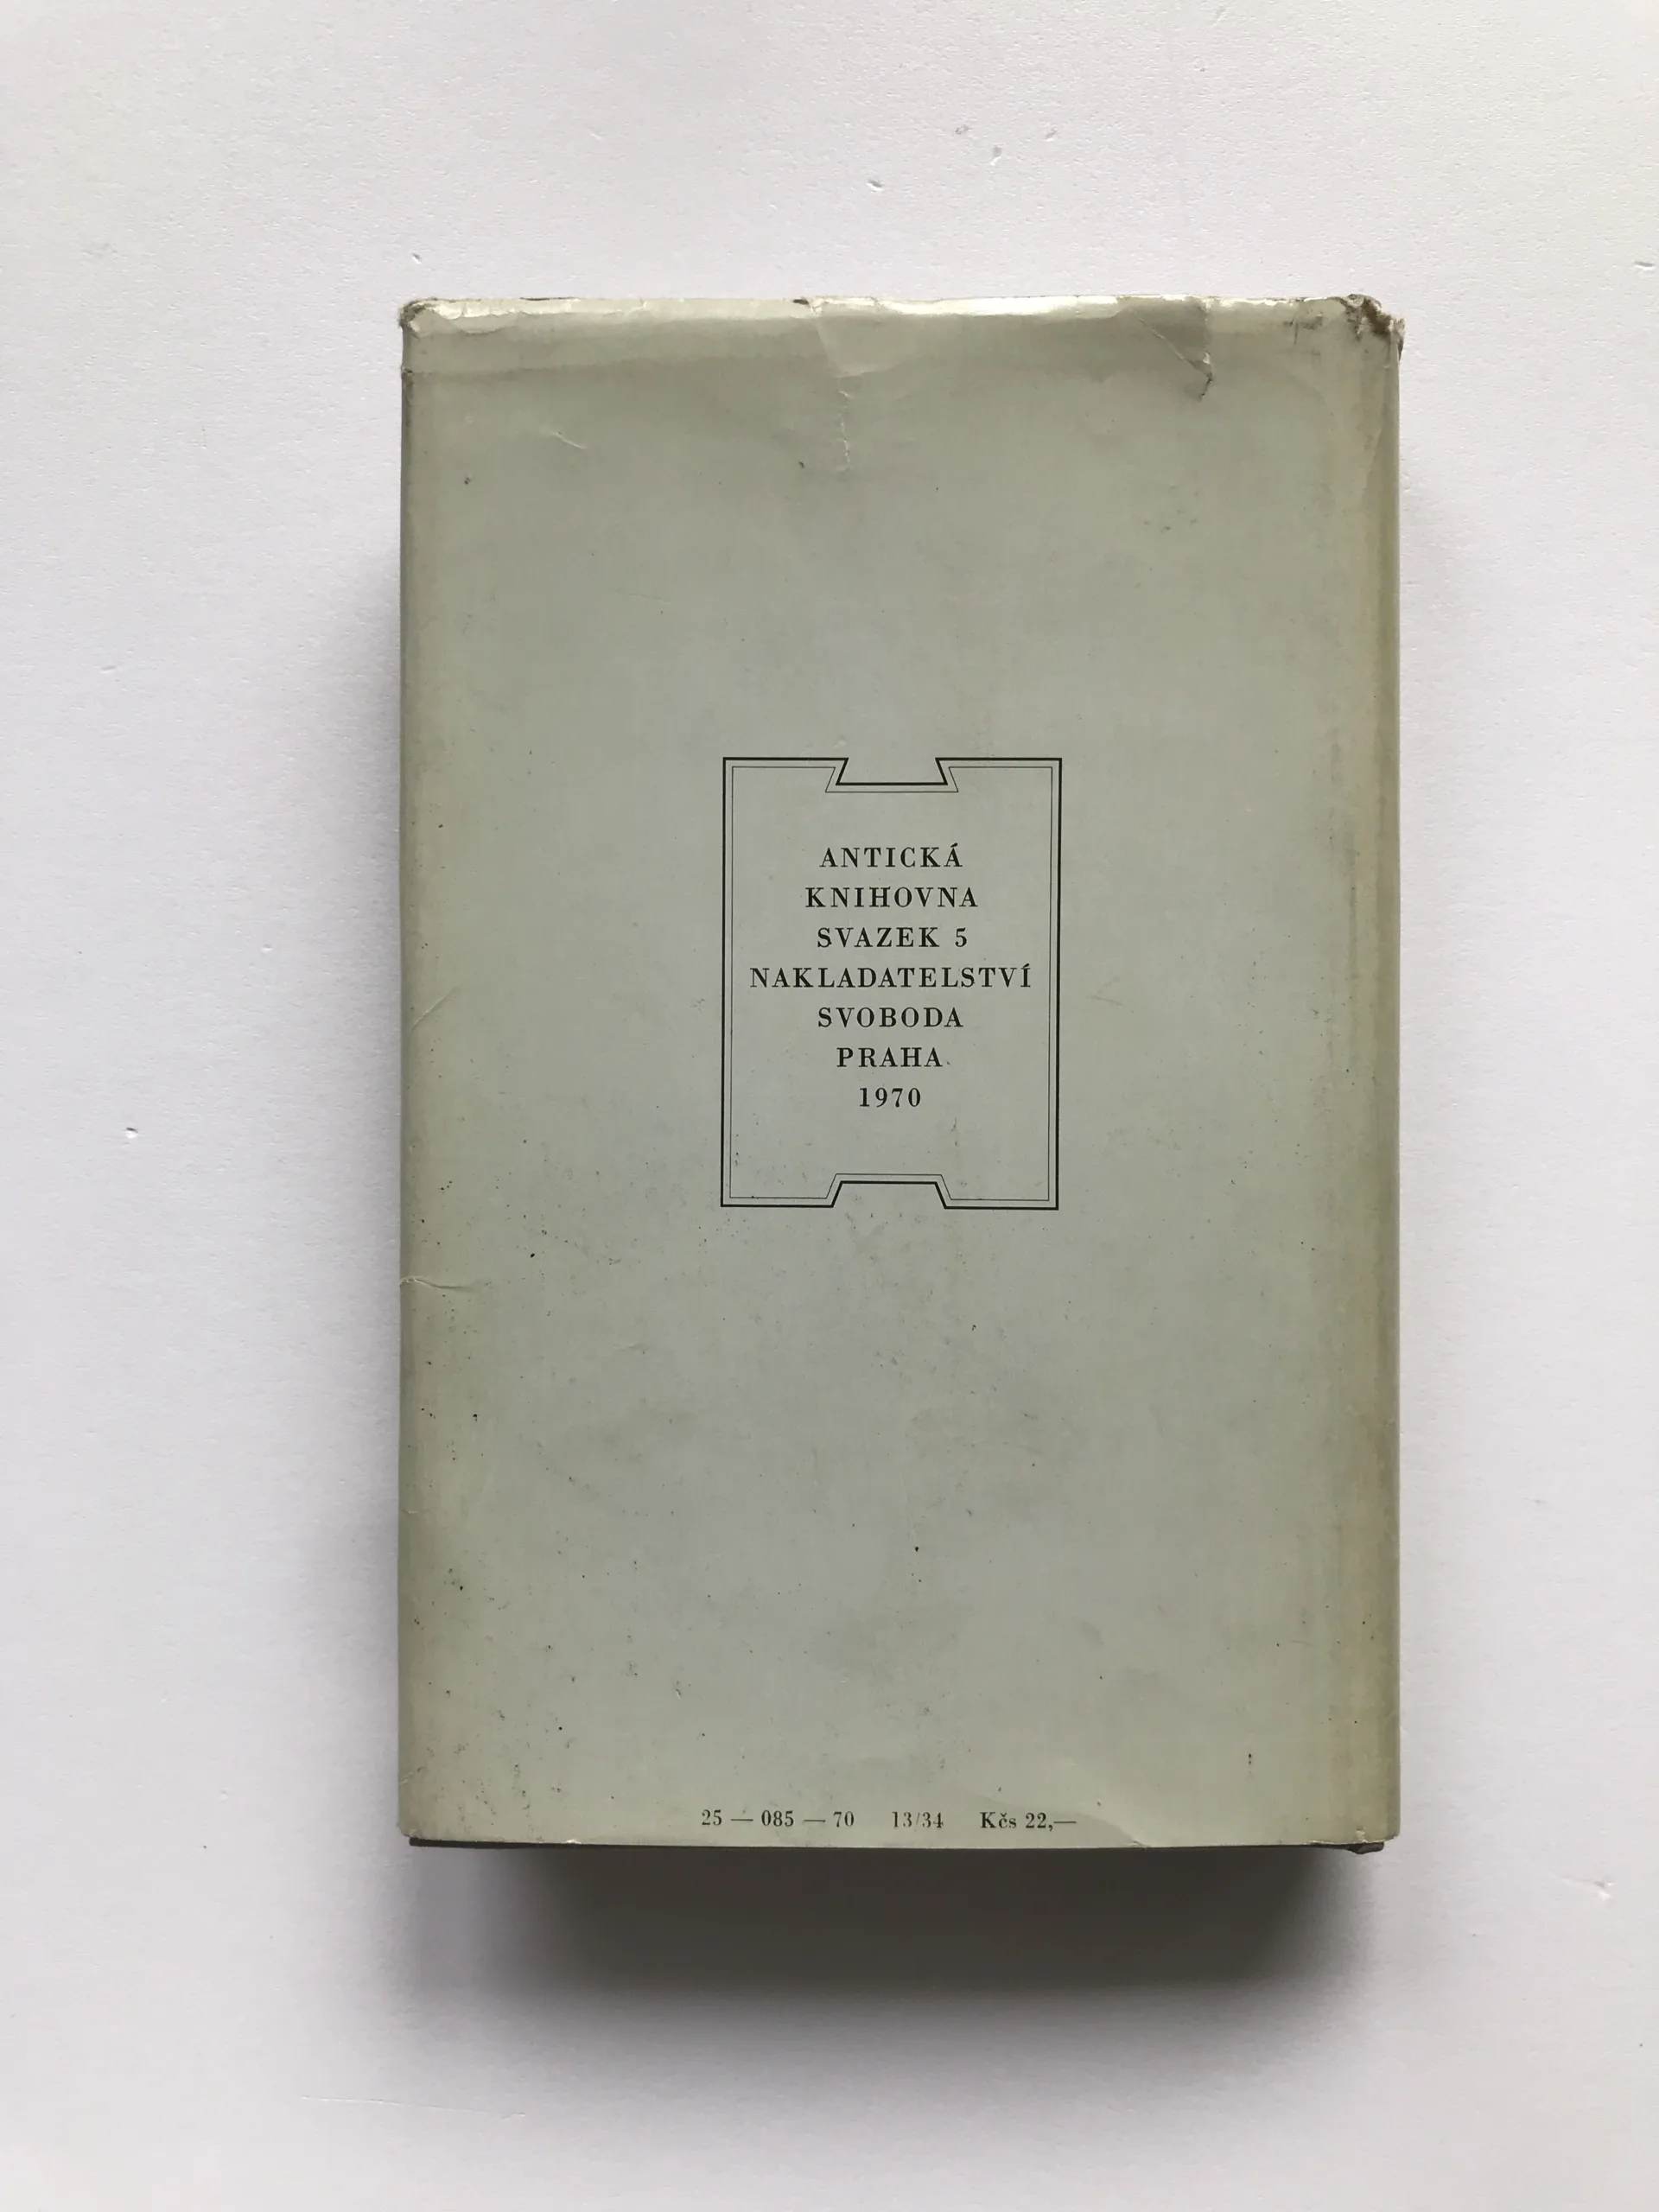 ANTICKÁ
KNIHOVNA
SVAZEK 5
NAKLADATELSTVÍ
SVOBODA
PRAHA
1970
25 — 085 — 70 13/34 Kčs 22,—